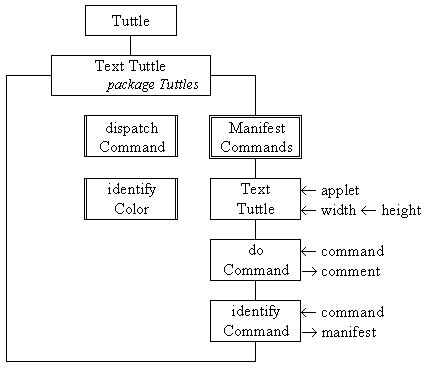 Tuttle
Text Tuttle
package Tuttles
dispatch
Command
Manifest
Commands
identify
Color
Text
Tuttle
← applet
← width ← height
do
Command
← command
→ comment
identify
Command
← command
→ manifest